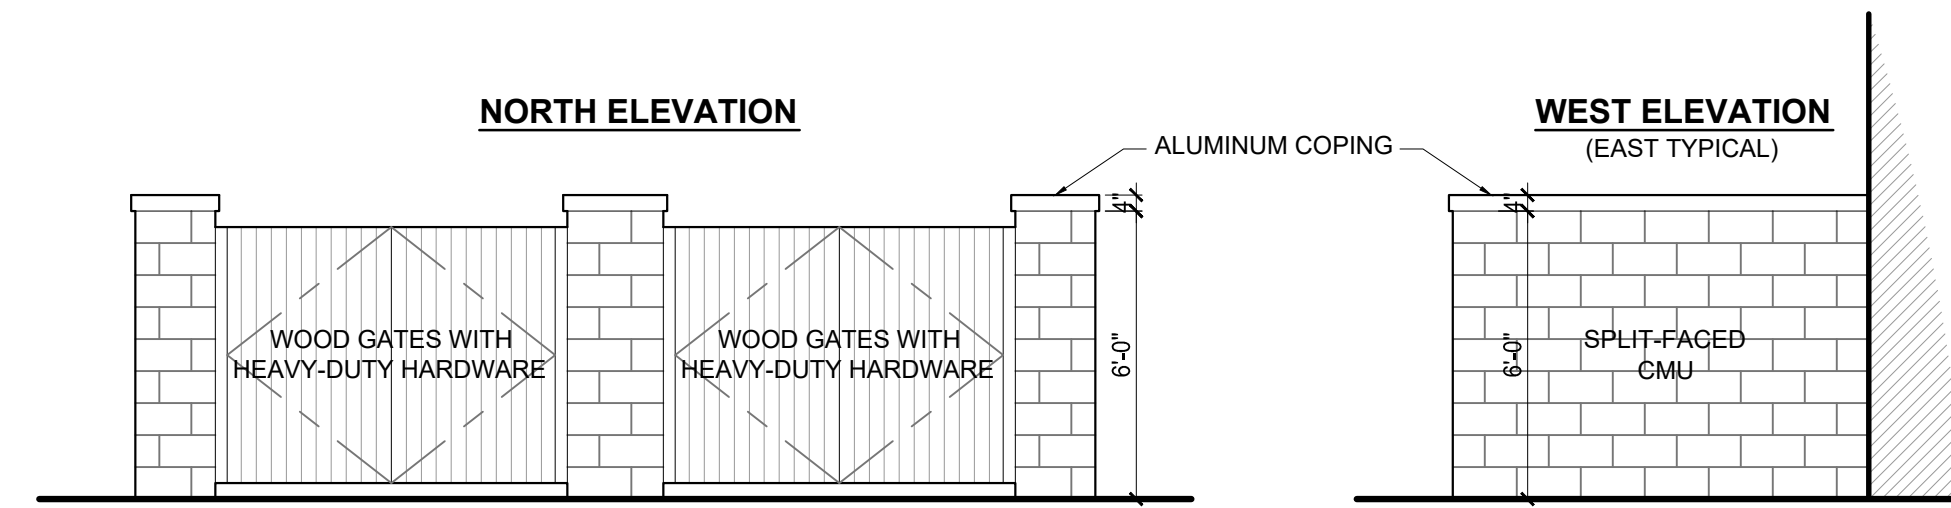 NORTH ELEVATION
WEST ELEVATION
(EAST TYPICAL)
ALUMINUM COPING
4"
4"
WOOD GATES WITH
HEAVY-DUTY HARDWARE
WOOD GATES WITH
HEAVY-DUTY HARDWARE
6'-0"
6'-0"
SPLIT-FACED
CMU